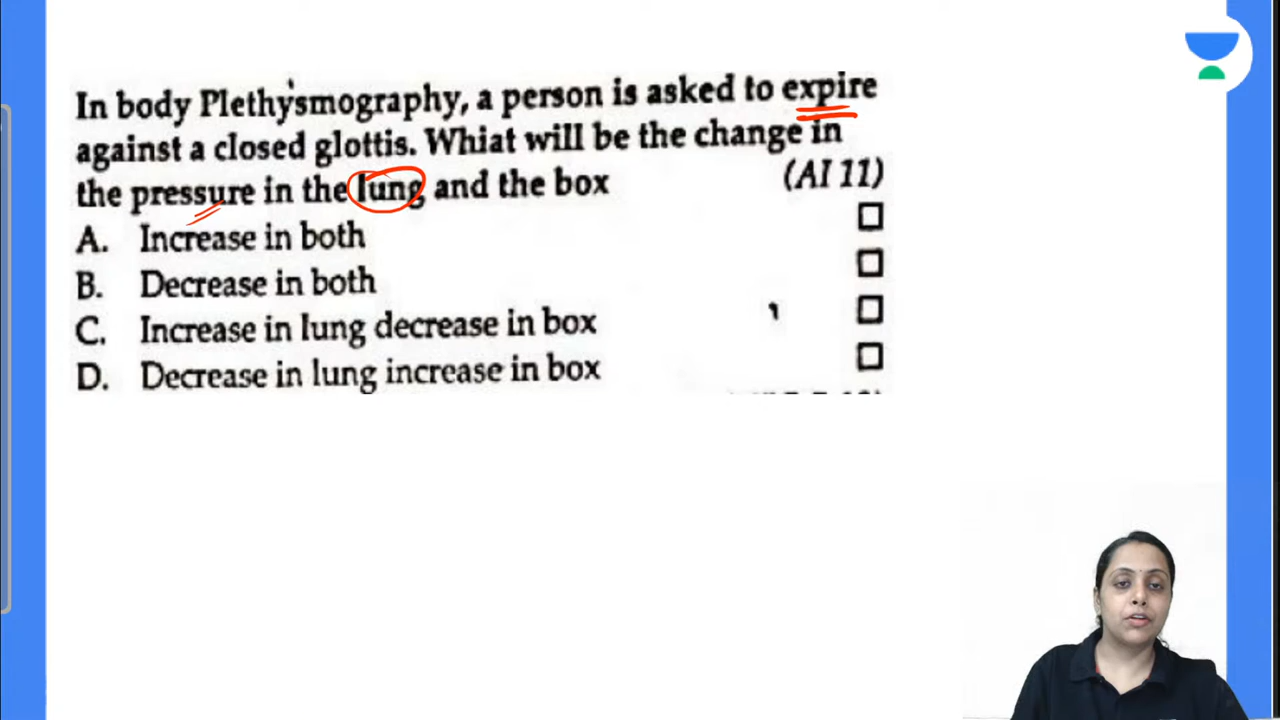 In body Plethysmography, a person is asked to expire
against a closed glottis. Whiat will be the change in
the pressure in the lung and the box (AI 11)
A. Increase in both
B. Decrease in both
C. Increase in lung decrease in box
D. Decrease in lung increase in box